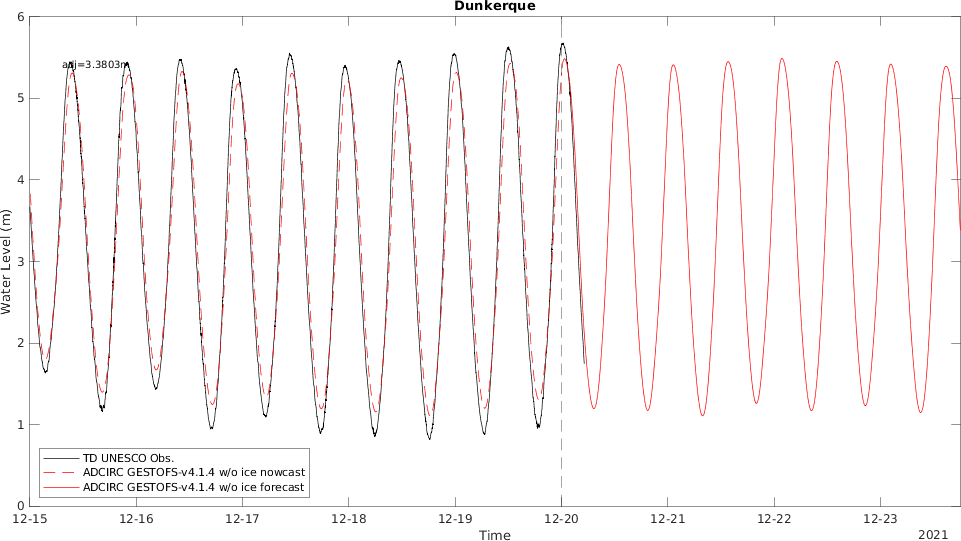 Dunkerque
adj=3.3803m
6
5
4
3
2
1
0
Water Level (m)
TD UNESCO Obs.
ADCIRC GESTOFS-v4.1.4 w/o ice nowcast
ADCIRC GESTOFS-v4.1.4 w/o ice forecast
12-15 12-16 12-17 12-18 12-19 12-20 12-21 12-22 12-23
Time
2021